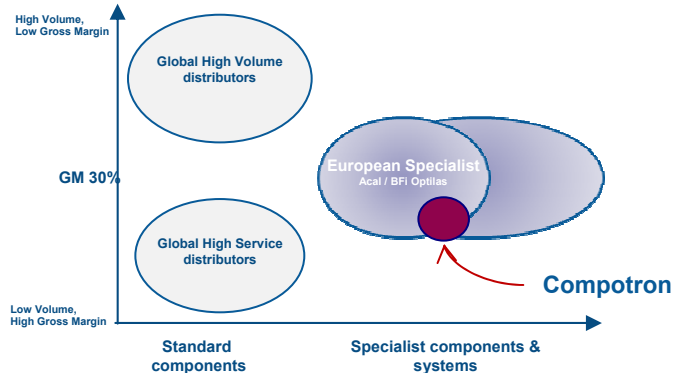 High Volume,
Low Gross Margin
Global High Volume
distributors
European Specialist
Acal / BFi Optilas
GM 30%
Global High Service
distributors
Compotron
Low Volume,
High Gross Margin
Standard
components
Specialist components &
systems